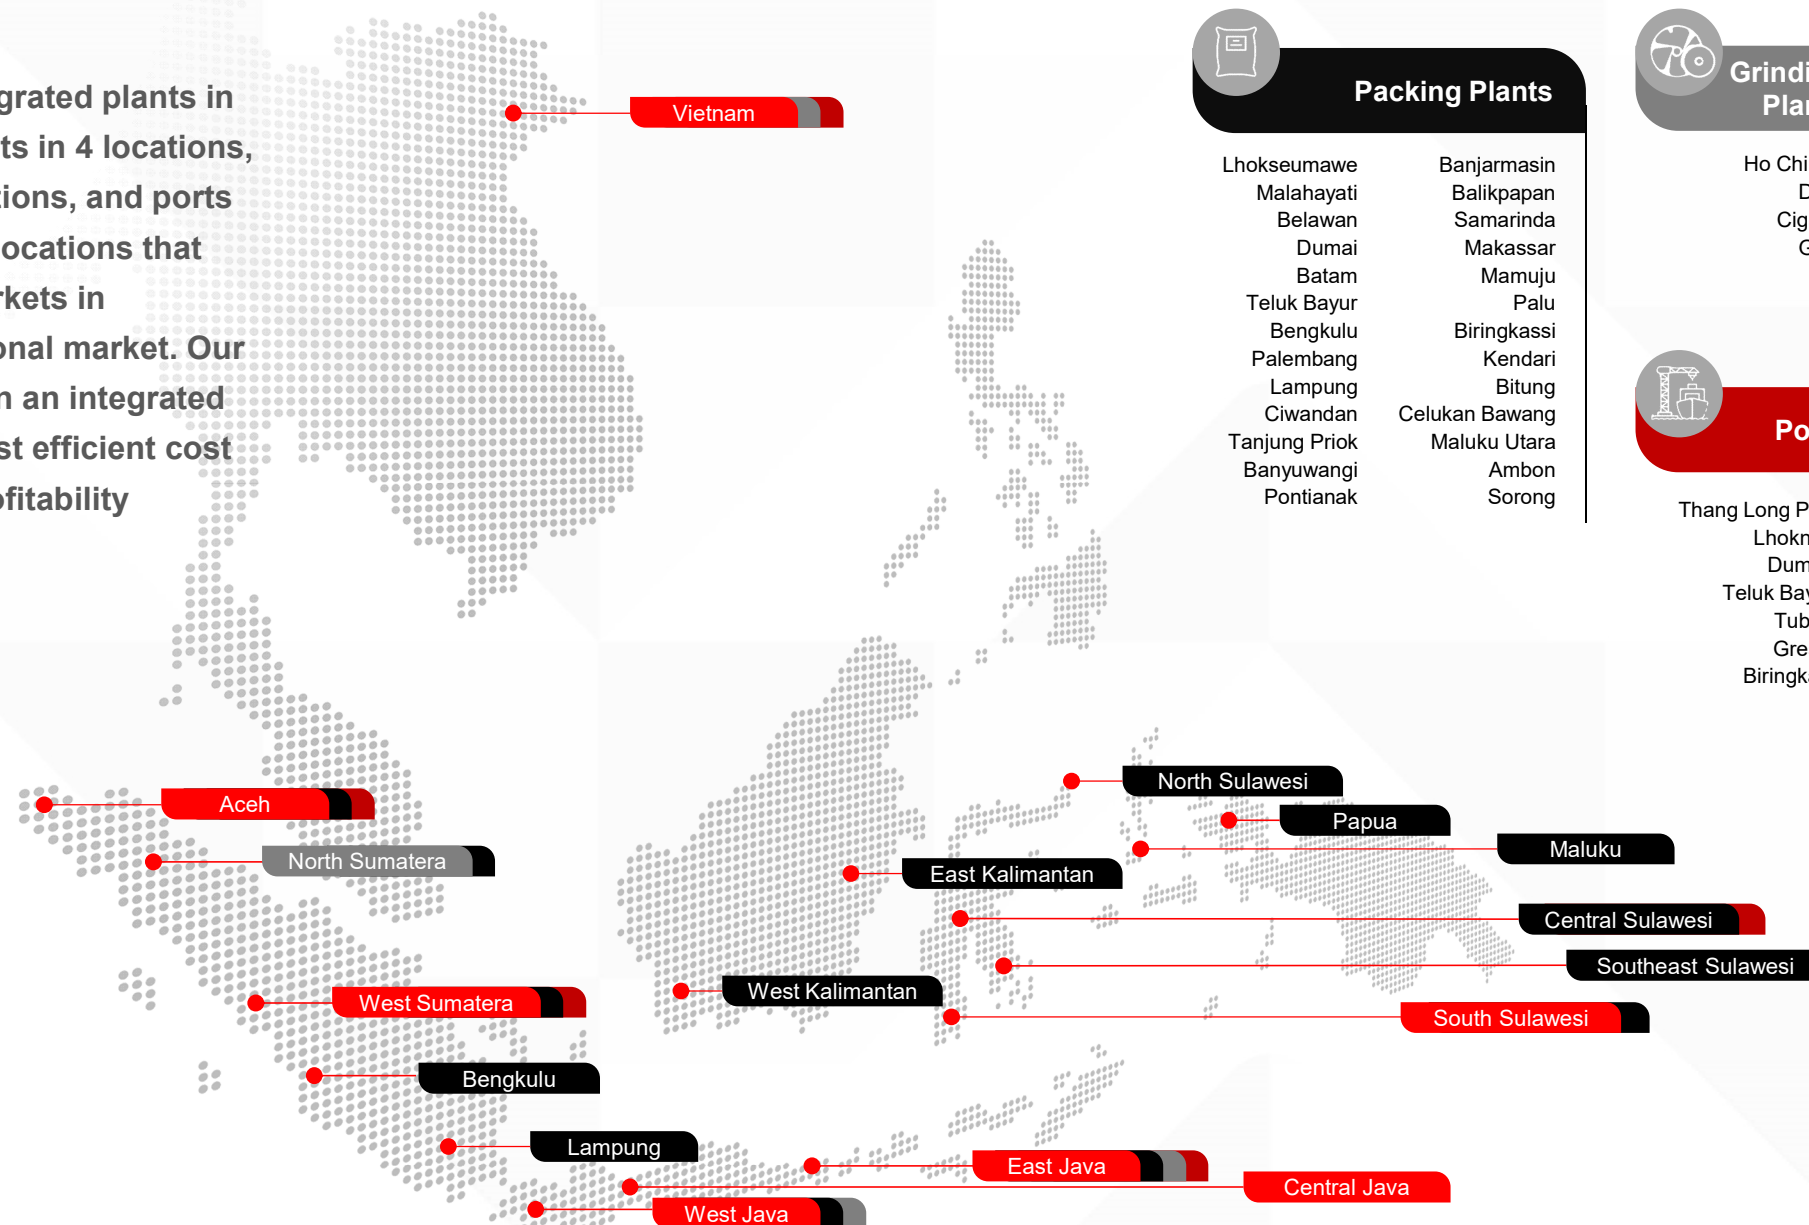 grated plants in
ts in 4 locations,
tions, and ports
ocations that
kets in
onal market. Our
n an integrated
st efficient cost
ofitability
Vietnam
Packing Plants
Lhokseumawe
Malahayati
Belawan
Dumai
Batam
Teluk Bayur
Bengkulu
Palembang
Lampung
Ciwandan
Tanjung Priok
Banyuwangi
Pontianak
Banjarmasin
Balikpapan
Samarinda
Makassar
Mamuju
Palu
Biringkassi
Kendari
Bitung
Celukan Bawang
Maluku Utara
Ambon
Sorong
Grindi
Plan
Ho Chi
D
Cig
G
Po
Thang Long P
Lhokn
Dum
Teluk Bay
Tub
Gre
Biringka
Aceh
North Sumatera
West Sumatera
Bengkulu
Lampung
North Sulawesi
Papua
Maluku
East Kalimantan
Central Sulawesi
Southeast Sulawesi
West Kalimantan
South Sulawesi
East Java
Central Java
West Java